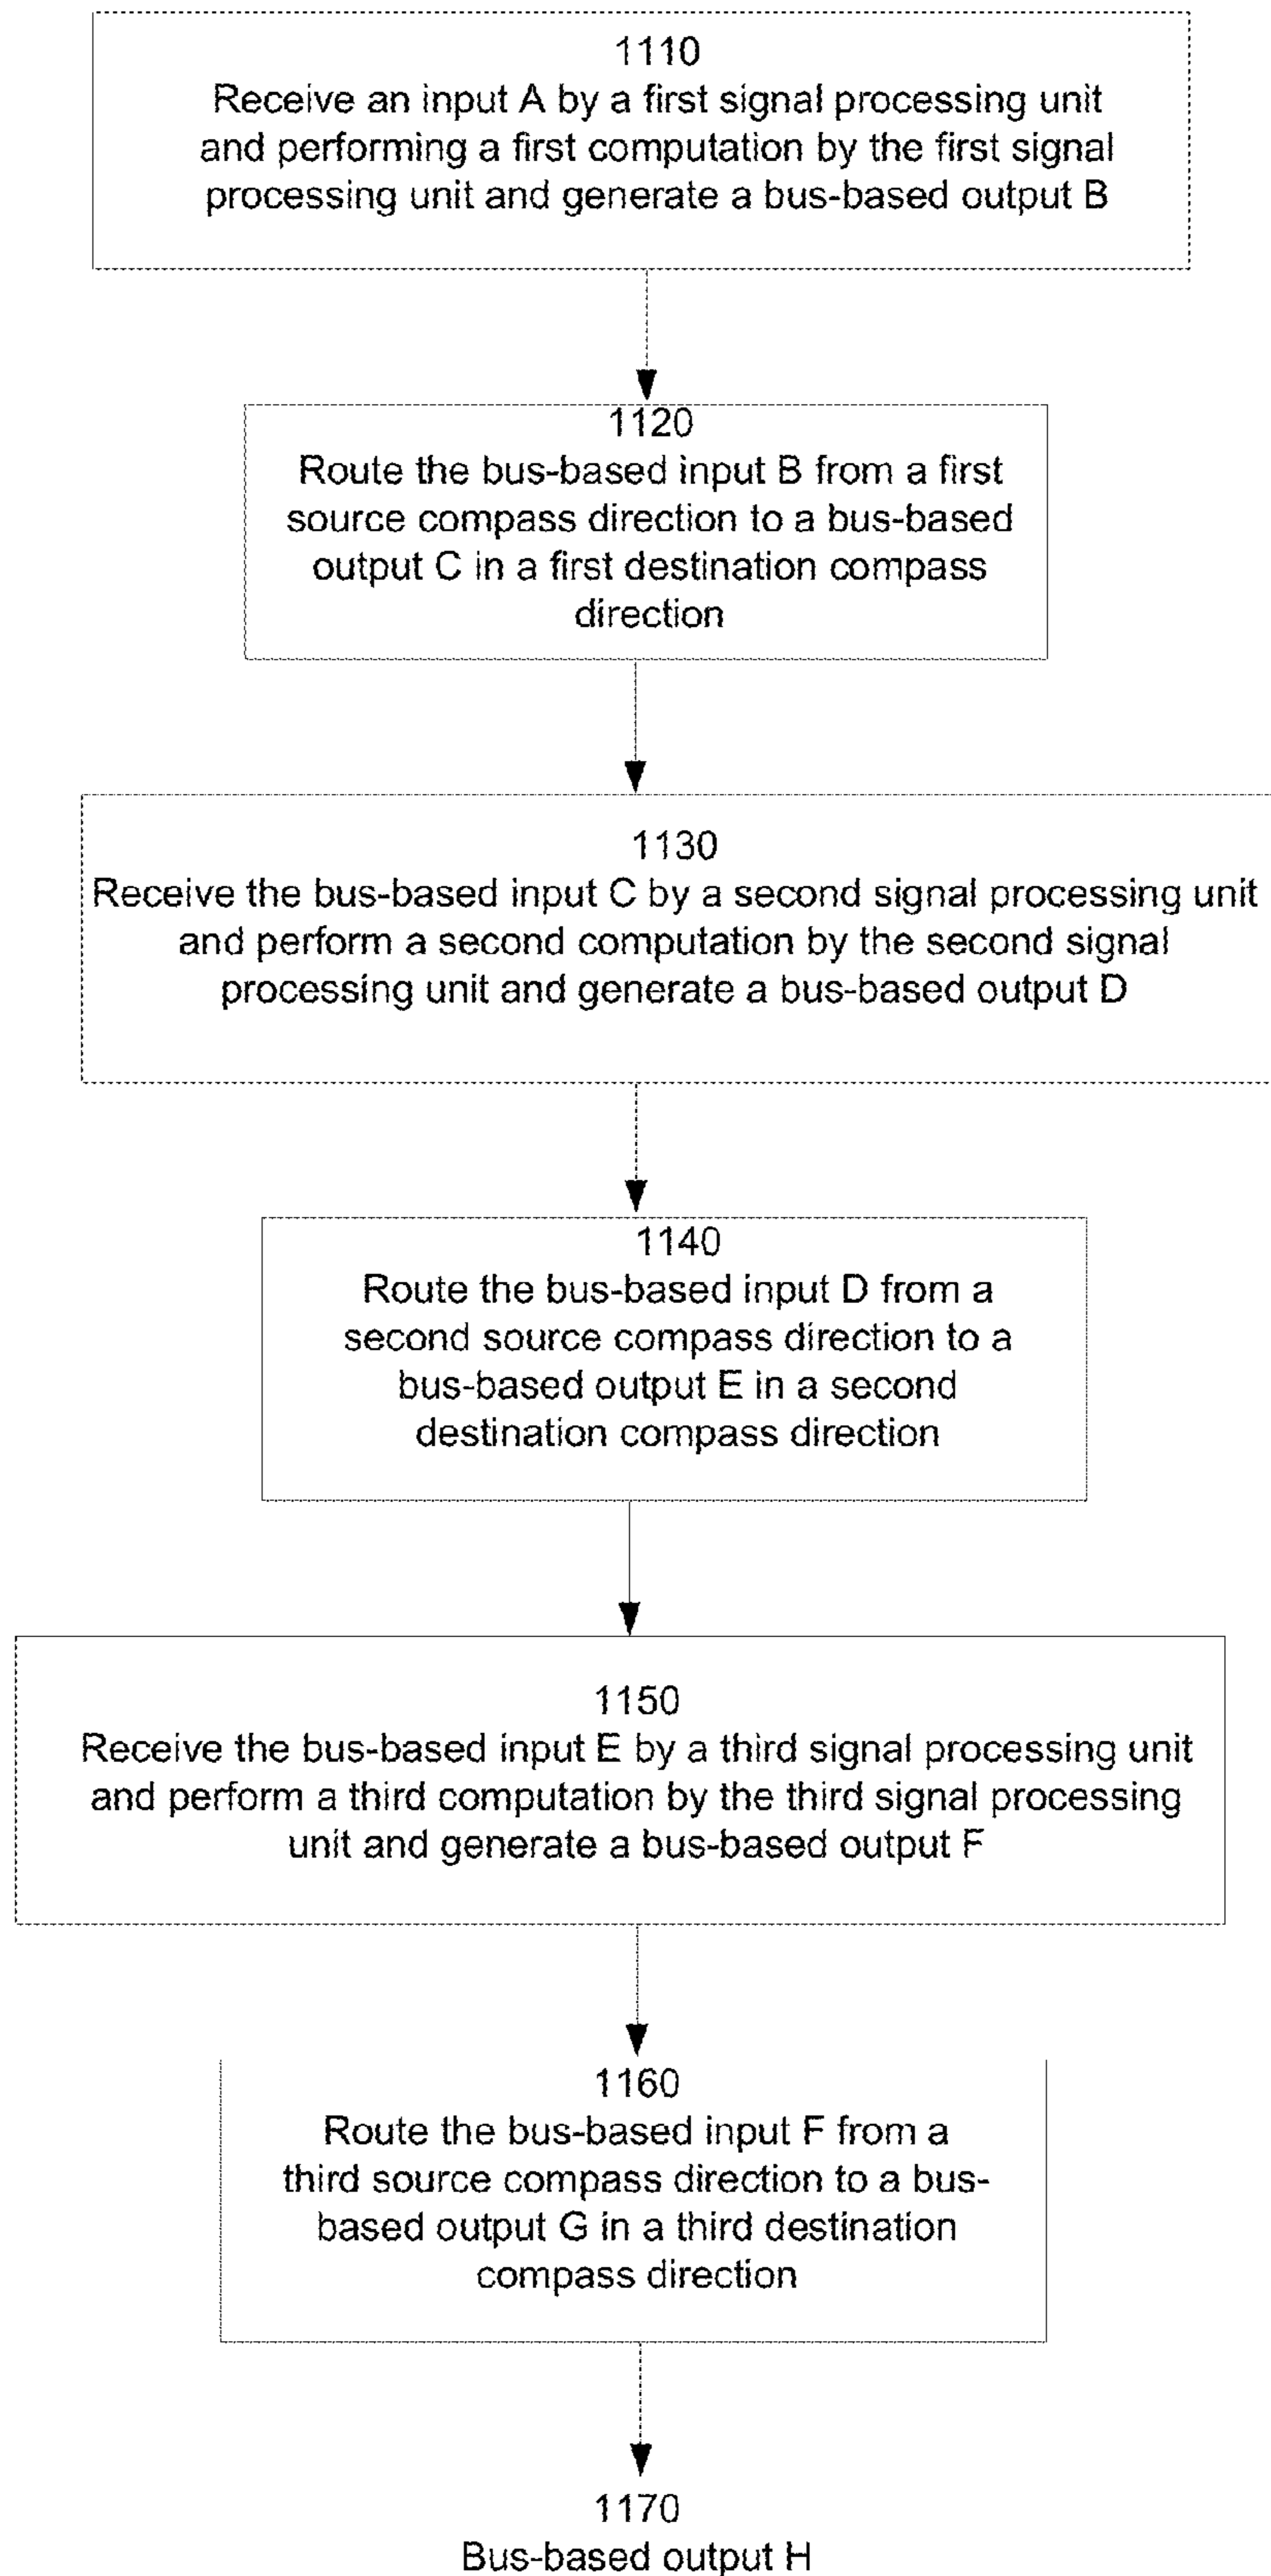 1110
Receive an input A by a first signal processing unit
and performing a first computation by the first signal
processing unit and generate a bus-based output B
1120
Route the bus-based input B from a first
source compass direction to a bus-based
output C in a first destination compass
direction
1130
Receive the bus-based input C by a second signal processing unit
and perform a second computation by the second signal
processing unit and generate a bus-based output D
1140
Route the bus-based input D from a
second source compass direction to a
bus-based output E in a second
destination compass direction
1150
Receive the bus-based input E by a third signal processing unit
and perform a third computation by the third signal processing
unit and generate a bus-based output F
1160
Route the bus-based input F from a
third source compass direction to a bus-
based output G in a third destination
compass direction
1170
Bus-based output H